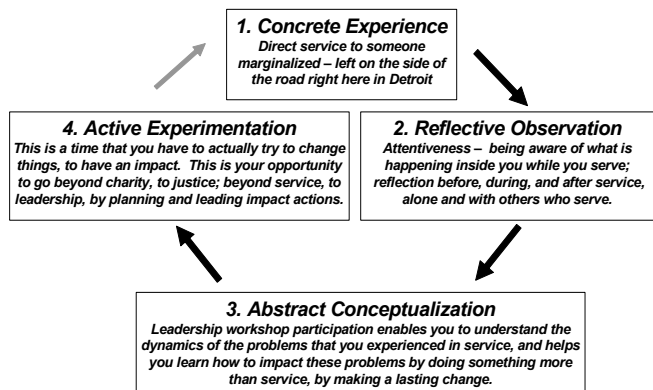 1. Concrete Experience
Direct service to someone
marginalized – left on the side of
the road right here in Detroit
2. Reflective Observation
Attentiveness – being aware of what is
happening inside you while you serve;
reflection before, during, and after service,
alone and with others who serve.
3. Abstract Conceptualization
Leadership workshop participation enables you to understand the
dynamics of the problems that you experienced in service, and helps
you learn how to impact these problems by doing something more
than service, by making a lasting change.
4. Active Experimentation
This is a time that you have to actually try to change
things, to have an impact. This is your opportunity
to go beyond charity, to justice; beyond service, to
leadership, by planning and leading impact actions.